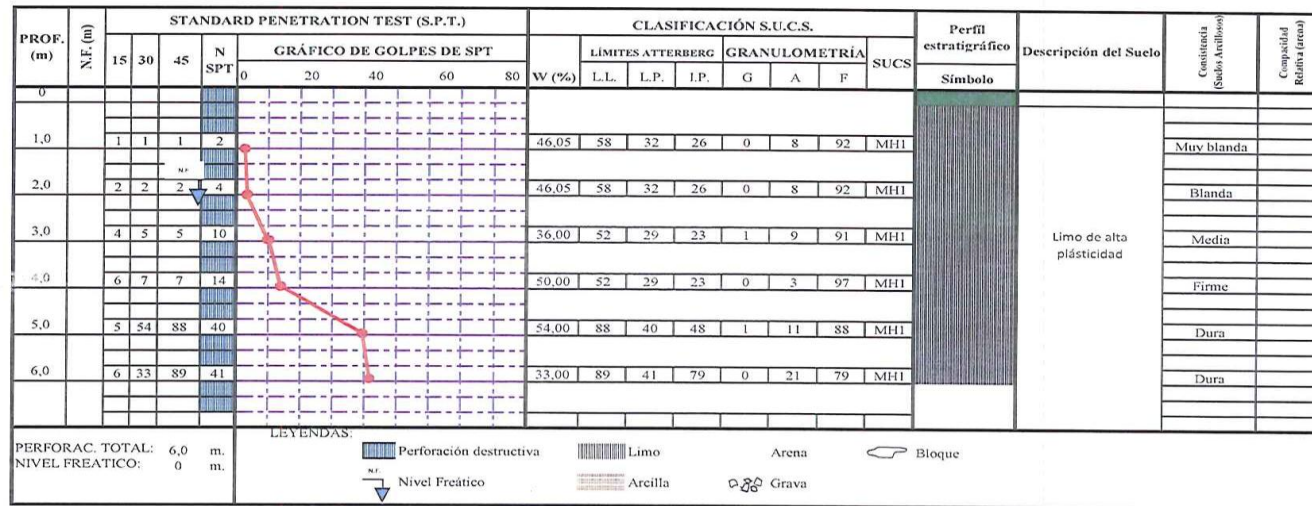 STANDARD PENETRATION TEST (S.P.T.) CLASIFICACIÓN S.U.C.S.
PROF. (m) N.F. (m) 15 30 45 N SPT GRÁFICO DE GOLPES DE SPT W (%) LÍMITES ATTERBERG GRANULOMETRÍA SUCS Perfil estratigráfico Descripción del Suelo Consistencia (Suelos Arcillosos) Compacidad Relativa (arena)
0 20 40 60 80 L.L. L.P. I.P. G A F Símbolo
0
1,0 1 1 1 2 46,05 58 32 26 0 8 92 MH1 Muy blanda
N.F
2,0 2 2 2 4 46,05 58 32 26 0 8 92 MH1 Blanda
3,0 4 5 5 10 36,00 52 29 23 1 9 91 MH1 Limo de alta plásticidad Media
4,0 6 7 7 14 50,00 52 29 23 0 3 97 MH1 Firme
5,0 5 54 88 40 54,00 88 40 48 1 11 88 MH1 Dura
6,0 6 33 89 41 33,00 89 41 79 0 21 79 MH1 Dura
LEYENDAS:
PERFORAC. TOTAL: 6,0 m. Perforación destructiva Limo Arena Bloque
NIVEL FREATICO: 0 m. N.F. Nivel Freático Arcilla Grava